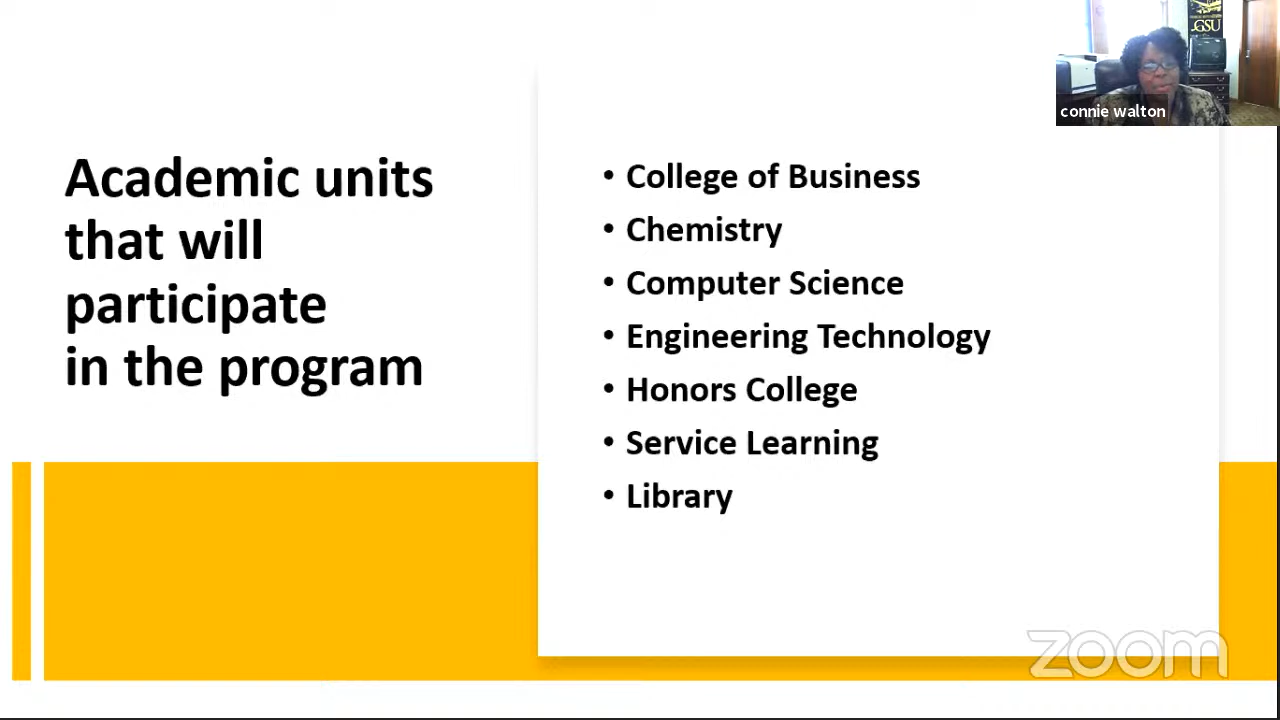 GSU
connie walton
Academic units
that will
participate
in the program
• College of Business
• Chemistry
• Computer Science
• Engineering Technology
• Honors College
• Service Learning
• Library
zoom